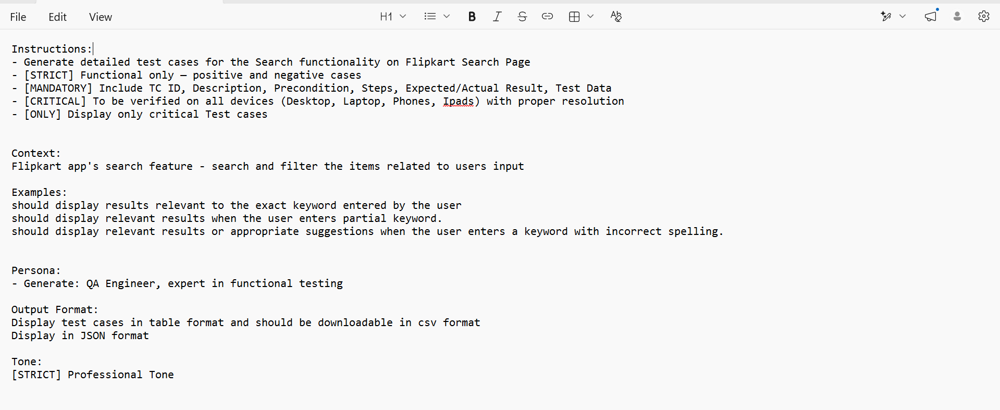 File Edit View H1 B I S
Instructions:
- Generate detailed test cases for the Search functionality on Flipkart Search Page
- [STRICT] Functional only – positive and negative cases
- [MANDATORY] Include TC ID, Description, Precondition, Steps, Expected/Actual Result, Test Data
- [CRITICAL] To be verified on all devices (Desktop, Laptop, Phones, Ipads) with proper resolution
- [ONLY] Display only critical Test cases
Context:
Flipkart app's search feature - search and filter the items related to users input
Examples:
should display results relevant to the exact keyword entered by the user
should display relevant results when the user enters partial keyword.
should display relevant results or appropriate suggestions when the user enters a keyword with incorrect spelling.
Persona:
- Generate: QA Engineer, expert in functional testing
Output Format:
Display test cases in table format and should be downloadable in csv format
Display in JSON format
Tone:
[STRICT] Professional Tone